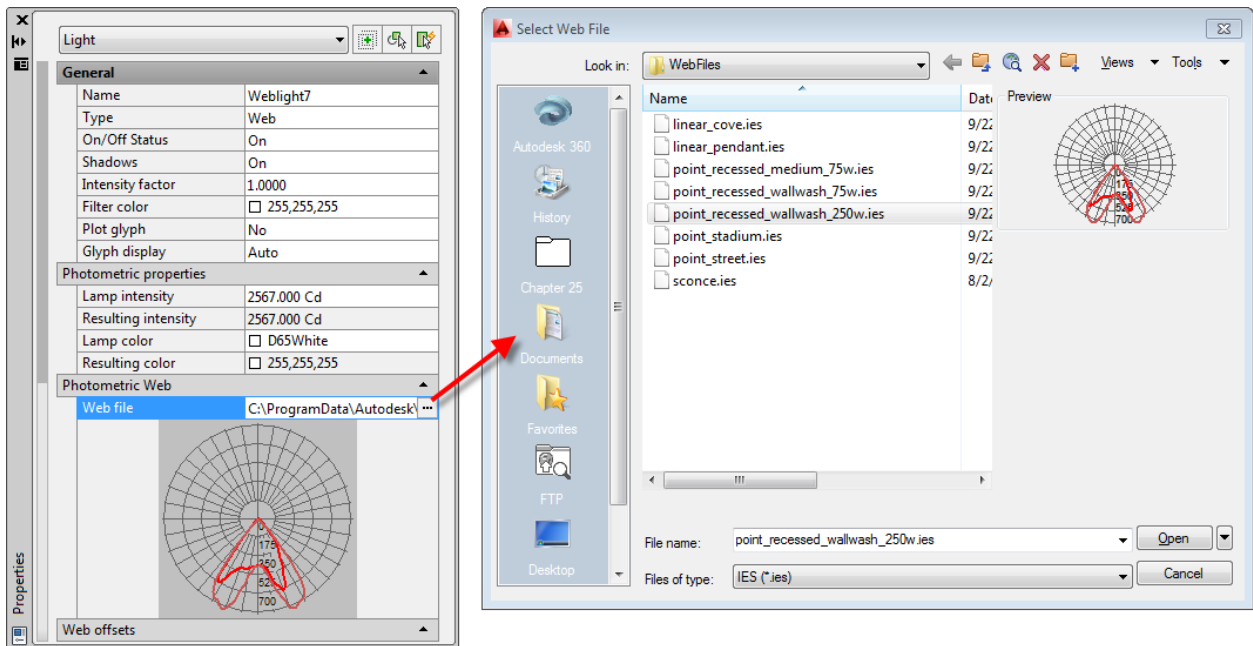 Light
General
Name Weblight7
Type Web
On/Off Status On
Shadows On
Intensity factor 1.0000
Filter color 255,255,255
Plot glyph No
Glyph display Auto
Photometric properties
Lamp intensity 2567.000 Cd
Resulting intensity 2567.000 Cd
Lamp color D65White
Resulting color 255,255,255
Photometric Web
Web file C:\ProgramData\Autodesk\ ...
0
175
350
525
700
Web offsets
Properties
Select Web File
Look in: WebFiles
Views Tools
Name Date
linear_cove.ies 9/22
linear_pendant.ies 9/22
point_recessed_medium_75w.ies 9/22
point_recessed_wallwash_75w.ies 9/22
point_recessed_wallwash_250w.ies 9/22
point_stadium.ies 9/22
point_street.ies 9/22
sconce.ies 8/2/
Preview
0
175
350
525
700
Autodesk 360
History
Chapter 25
Documents
Favorites
FTP
Desktop
File name: point_recessed_wallwash_250w.ies Open
Files of type: IES (*.ies) Cancel